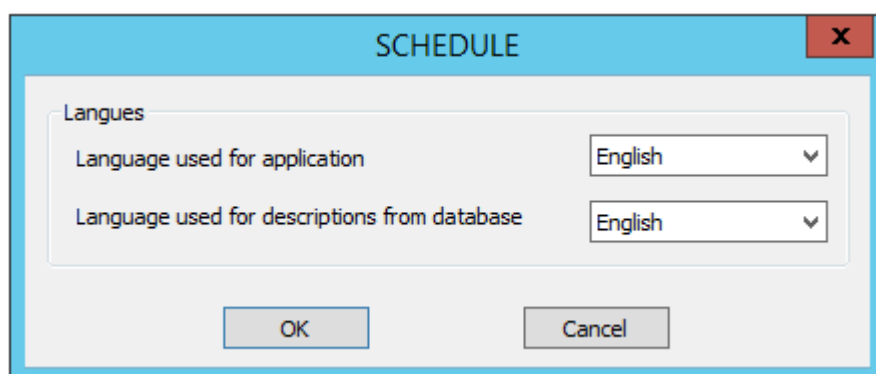 SCHEDULE
x
Langues
Language used for application English
Language used for descriptions from database English
OK Cancel